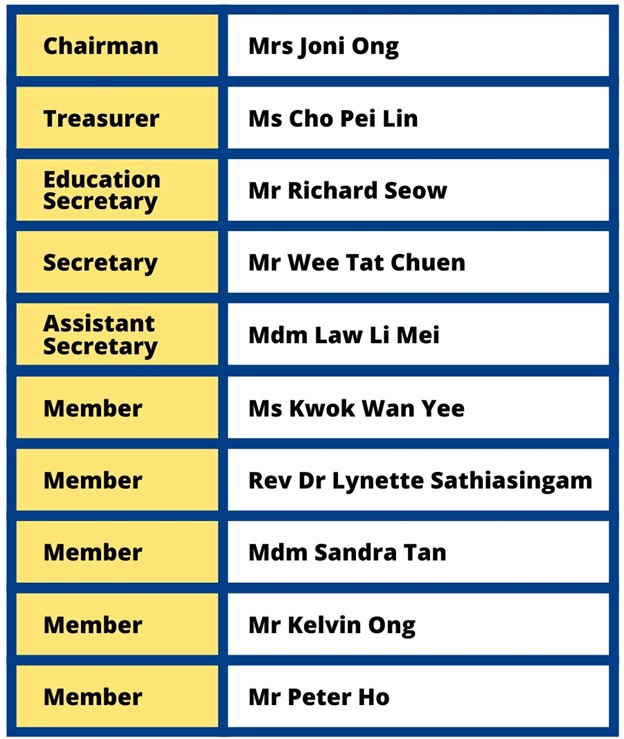 Chairman
Mrs Joni Ong
Treasurer
Ms Cho Pei Lin
Education
Secretary
Mr Richard Seow
Secretary
Mr Wee Tat Chuen
Assistant
Secretary
Mdm Law Li Mei
Member
Ms Kwok Wan Yee
Member
Rev Dr Lynette Sathiasingam
Member
Mdm Sandra Tan
Member
Mr Kelvin Ong
Member
Mr Peter Ho